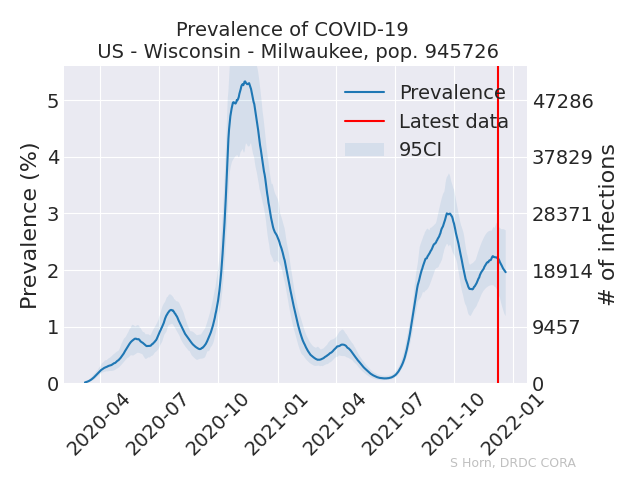 Prevalence of COVID-19
US - Wisconsin - Milwaukee, pop. 945726
Prevalence
Latest data
95CI
Prevalence (%)
5
4
3
2
1
0
47286
37829
28371
18914
9457
0
# of infections
2020-04
2020-07
2020-10
2021-01
2021-04
2021-07
2021-10
2022-01
S Horn, DRDC CORA